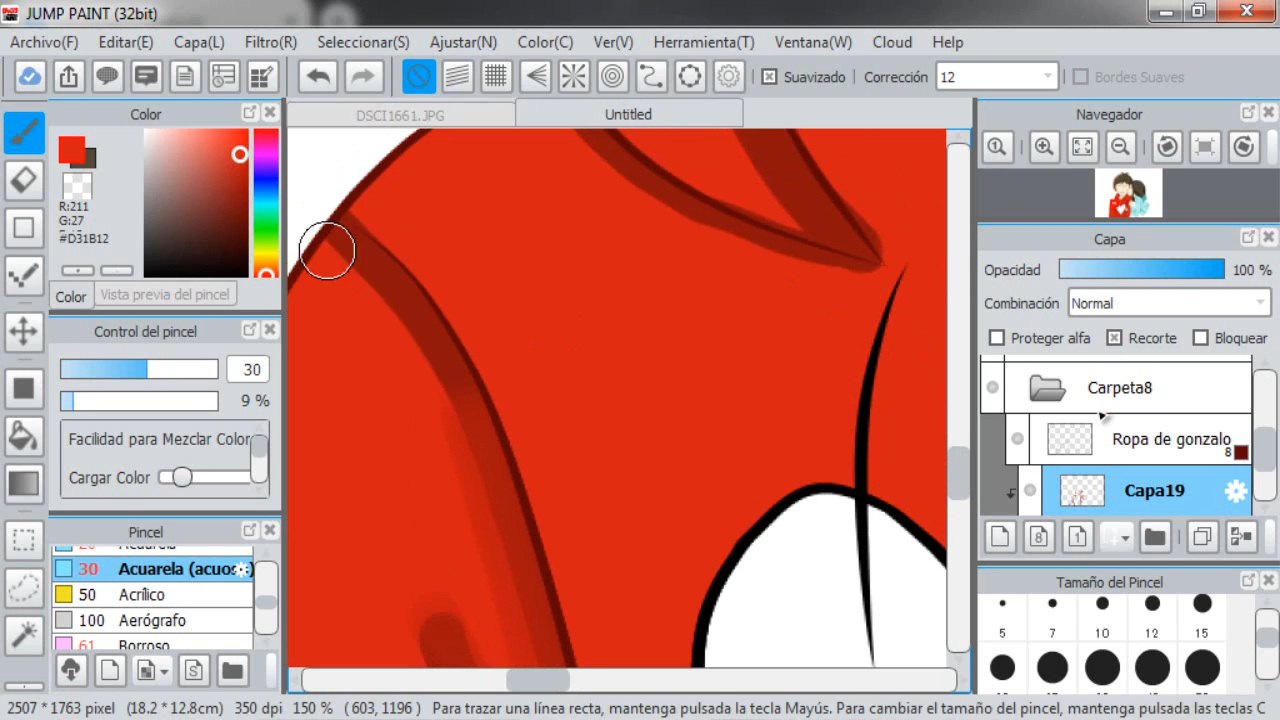 JUMP PAINT (32bit)
Archivo(F) Editar(E) Capa(L) Filtro(R) Seleccionar(S) Ajustar(N) Color(C) Ver(V) Herramienta(T) Ventana(W) Cloud Help
Suavizado Corrección 12 Bordes Suaves
Color
DSCI1661.JPG Untitled
Navegador
R:211
G:27
#D31B12
Color Vista previa del pincel
Capa
Opacidad 100 %
Combinación Normal
Proteger alfa Recorte Bloquear
Control del pincel
30
9 %
Facilidad para Mezclar Color
Cargar Color
Carpeta8
Ropa de gonzalo
8
Capa19
Pincel
Acuarela
30 Acuarela (acuos
50 Acrílico
100 Aerógrafo
61 Borroso
Tamaño del Pincel
5 7 10 12 15
2507 * 1763 pixel (18.2 * 12.8cm) 350 dpi 150 % ( 603, 1196 ) Para trazar una línea recta, mantenga pulsada la tecla Mayús. Para cambiar el tamaño del pincel, mantenga pulsadas las teclas C